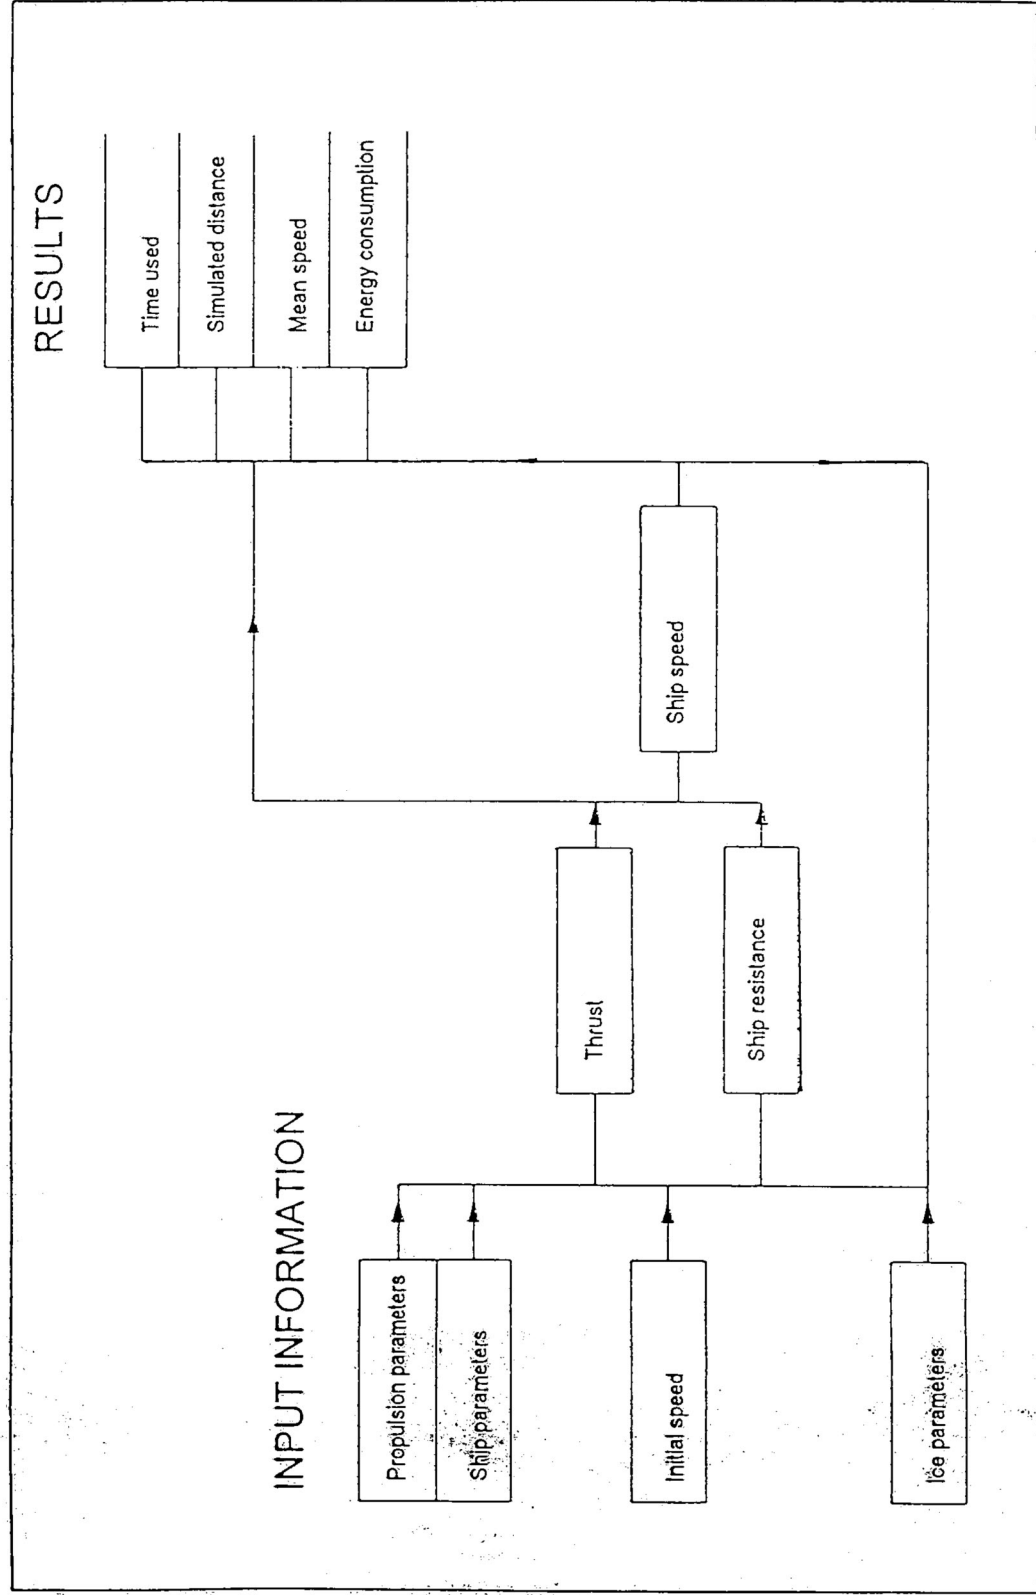 INPUT INFORMATION
Propulsion parameters
Ship parameters
Initial speed
Ice parameters
Thrust
Ship resistance
Ship speed
RESULTS
Time used
Simulated distance
Mean speed
Energy consumption